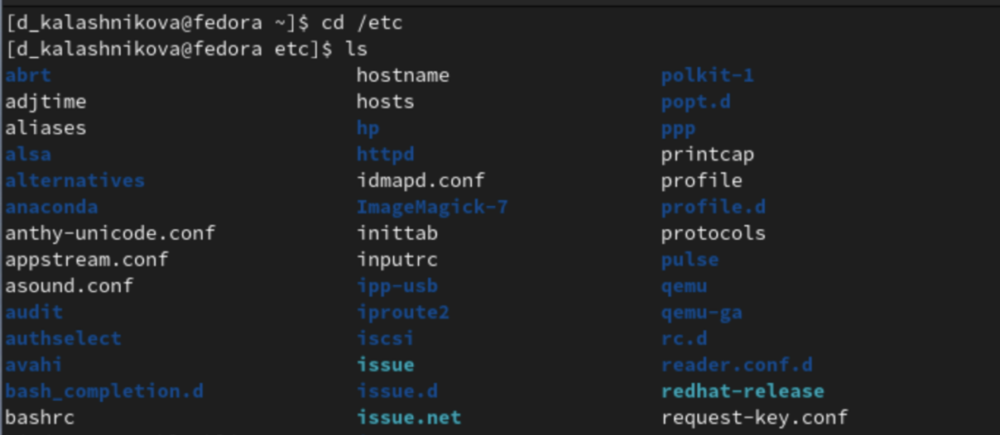 [d_kalashnikova@fedora ~]$ cd /etc
[d_kalashnikova@fedora etc]$ ls
abrt hostname polkit-1
adjtime hosts popt.d
aliases hp ppp
alsa httpd printcap
alternatives idmapd.conf profile
anaconda ImageMagick-7 profile.d
anthy-unicode.conf inittab protocols
appstream.conf inputrc pulse
asound.conf ipp-usb qemu
audit iproute2 qemu-ga
authselect iscsi rc.d
avahi issue reader.conf.d
bash_completion.d issue.d redhat-release
bashrc issue.net request-key.conf